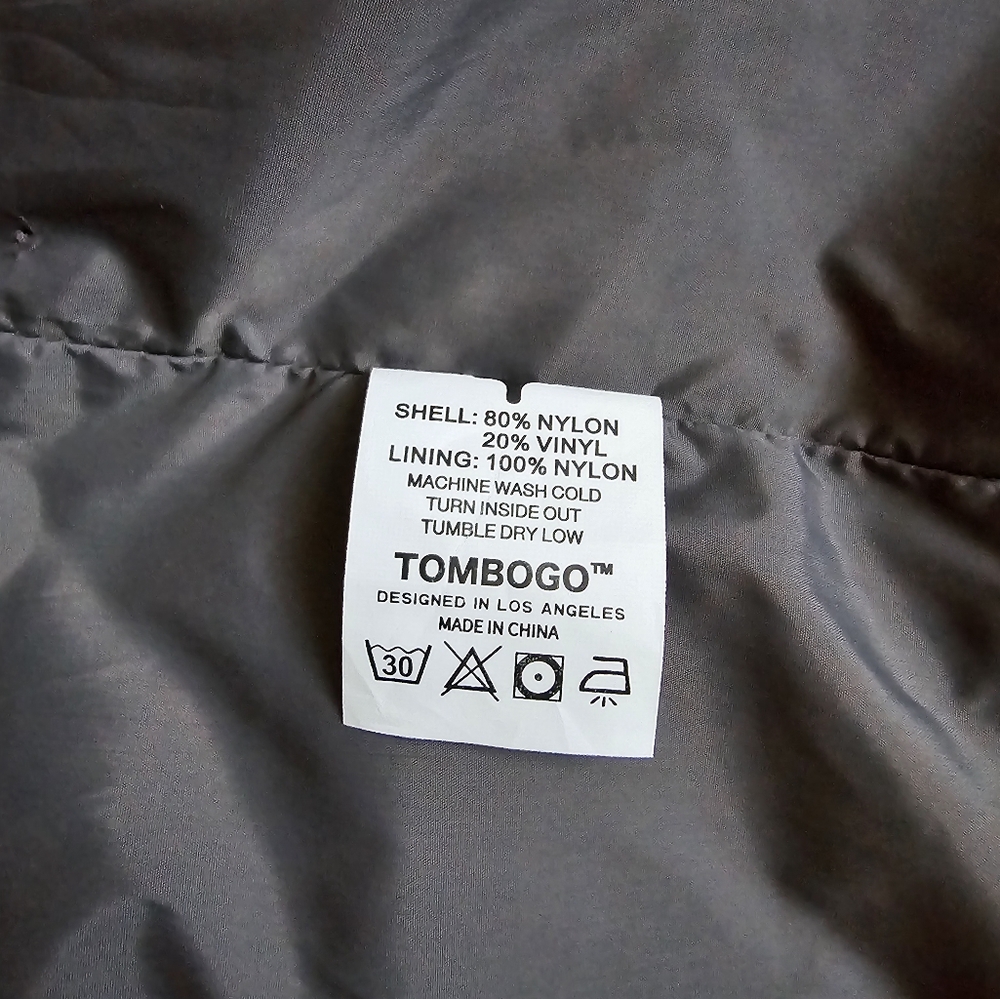 SHELL: 80% NYLON
20% VINYL
LINING: 100% NYLON
MACHINE WASH COLD
TURN INSIDE OUT
TUMBLE DRY LOW
TOMBOGO™
DESIGNED IN LOS ANGELES
MADE IN CHINA
30